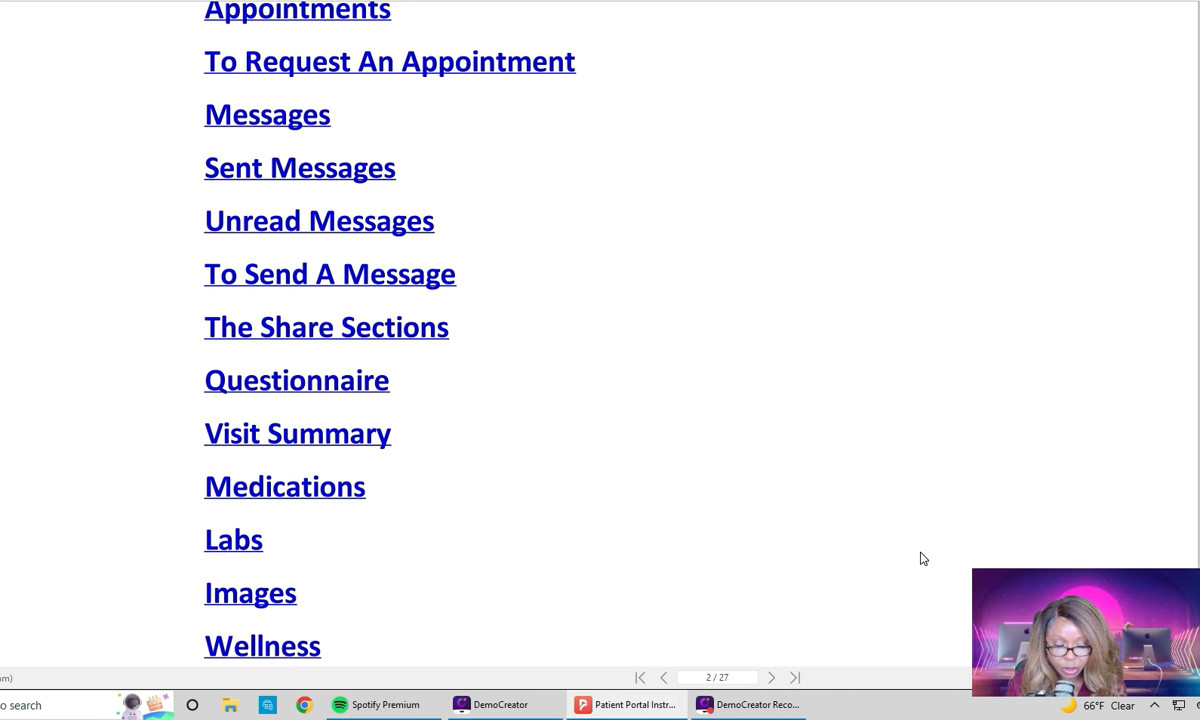 Appointments
To Request An Appointment
Messages
Sent Messages
Unread Messages
To Send A Message
The Share Sections
Questionnaire
Visit Summary
Medications
Labs
Images
Wellness
2 / 27
o search
Spotify Premium
DemoCreator
Patient Portal Instr...
DemoCreator Reco...
66°F Clear